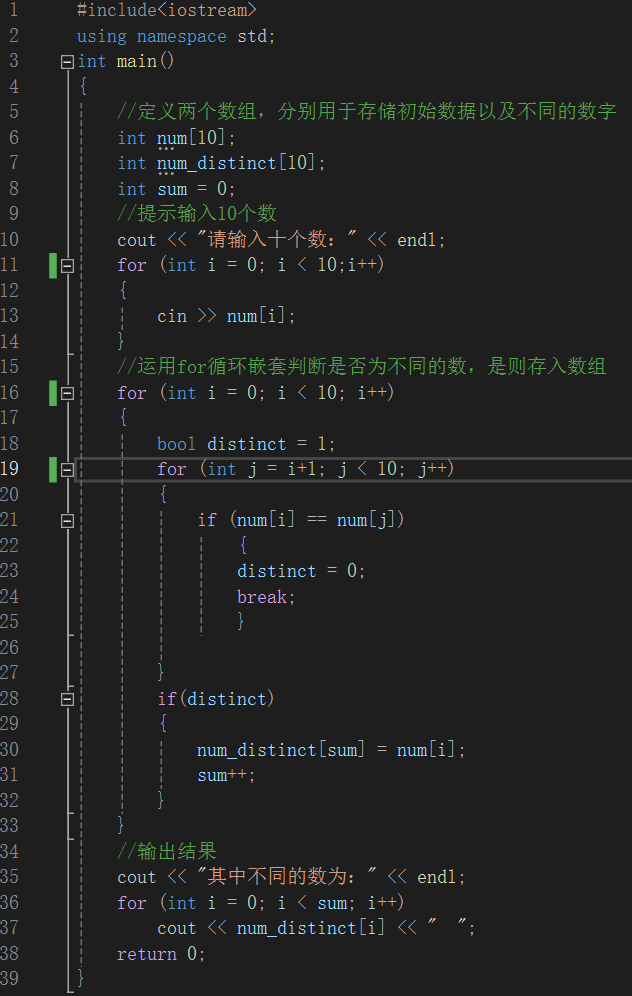 1 #include<iostream>
2 using namespace std;
3 int main()
4 {
5 //定义两个数组，分别用于存储初始数据以及不同的数字
6 int num[10];
7 int num_distinct[10];
8 int sum = 0;
9 //提示输入10个数
10 cout << "请输入十个数：" << endl;
11 for (int i = 0; i < 10;i++)
12 {
13 cin >> num[i];
14 }
15 //运用for循环嵌套判断是否为不同的数，是则存入数组
16 for (int i = 0; i < 10; i++)
17 {
18 bool distinct = 1;
19 for (int j = i+1; j < 10; j++)
20 {
21 if (num[i] == num[j])
22 {
23 distinct = 0;
24 break;
25 }
26
27 }
28 if(distinct)
29 {
30 num_distinct[sum] = num[i];
31 sum++;
32 }
33 }
34 //输出结果
35 cout << "其中不同的数为：" << endl;
36 for (int i = 0; i < sum; i++)
37 cout << num_distinct[i] << "  ";
38 return 0;
39 }